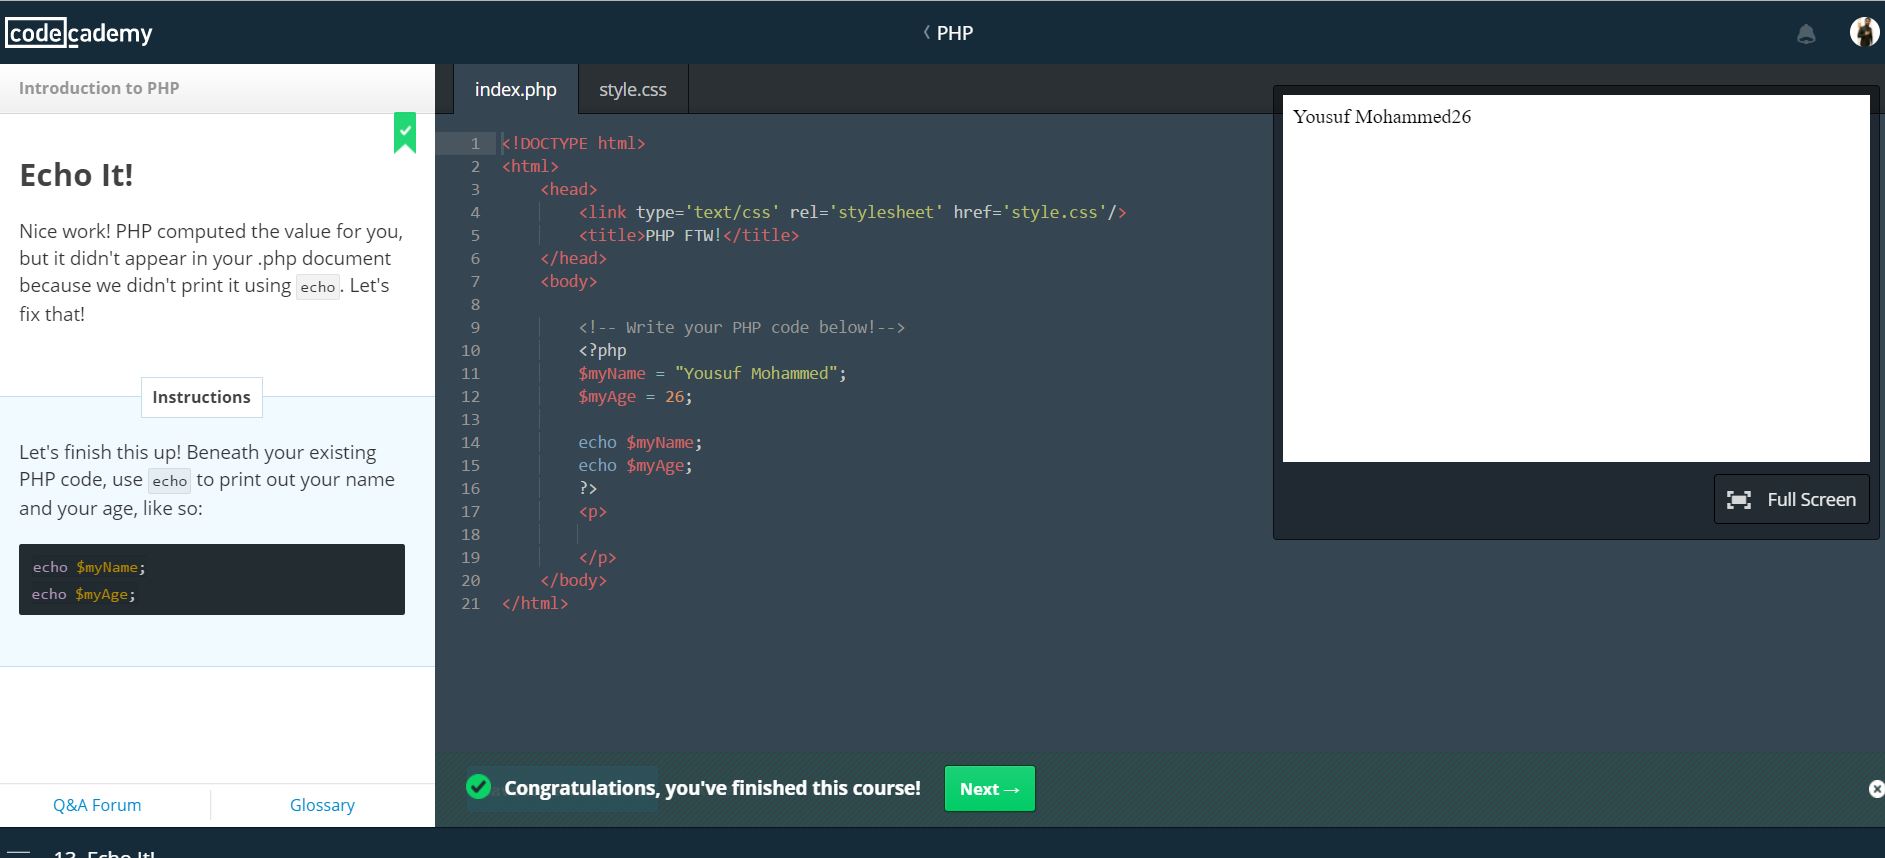 codecademy
PHP
Introduction to PHP
Echo It!
Nice work! PHP computed the value for you,
but it didn't appear in your .php document
because we didn't print it using echo. Let's
fix that!
Instructions
Let's finish this up! Beneath your existing
PHP code, use echo to print out your name
and your age, like so:
echo $myName;
echo $myAge;
Q&A Forum
Glossary
index.php
style.css
1 <!DOCTYPE html>
2 <html>
3 <head>
4 <link type='text/css' rel='stylesheet' href='style.css'/>
5 <title>PHP FTW!</title>
6 </head>
7 <body>
8
9 <!-- Write your PHP code below!-->
10 <?php
11 $myName = "Yousuf Mohammed";
12 $myAge = 26;
13
14 echo $myName;
15 echo $myAge;
16 ?>
17 <p>
18
19 </p>
20 </body>
21 </html>
Yousuf Mohammed26
Full Screen
Congratulations, you've finished this course!
Next →
13. Echo It!